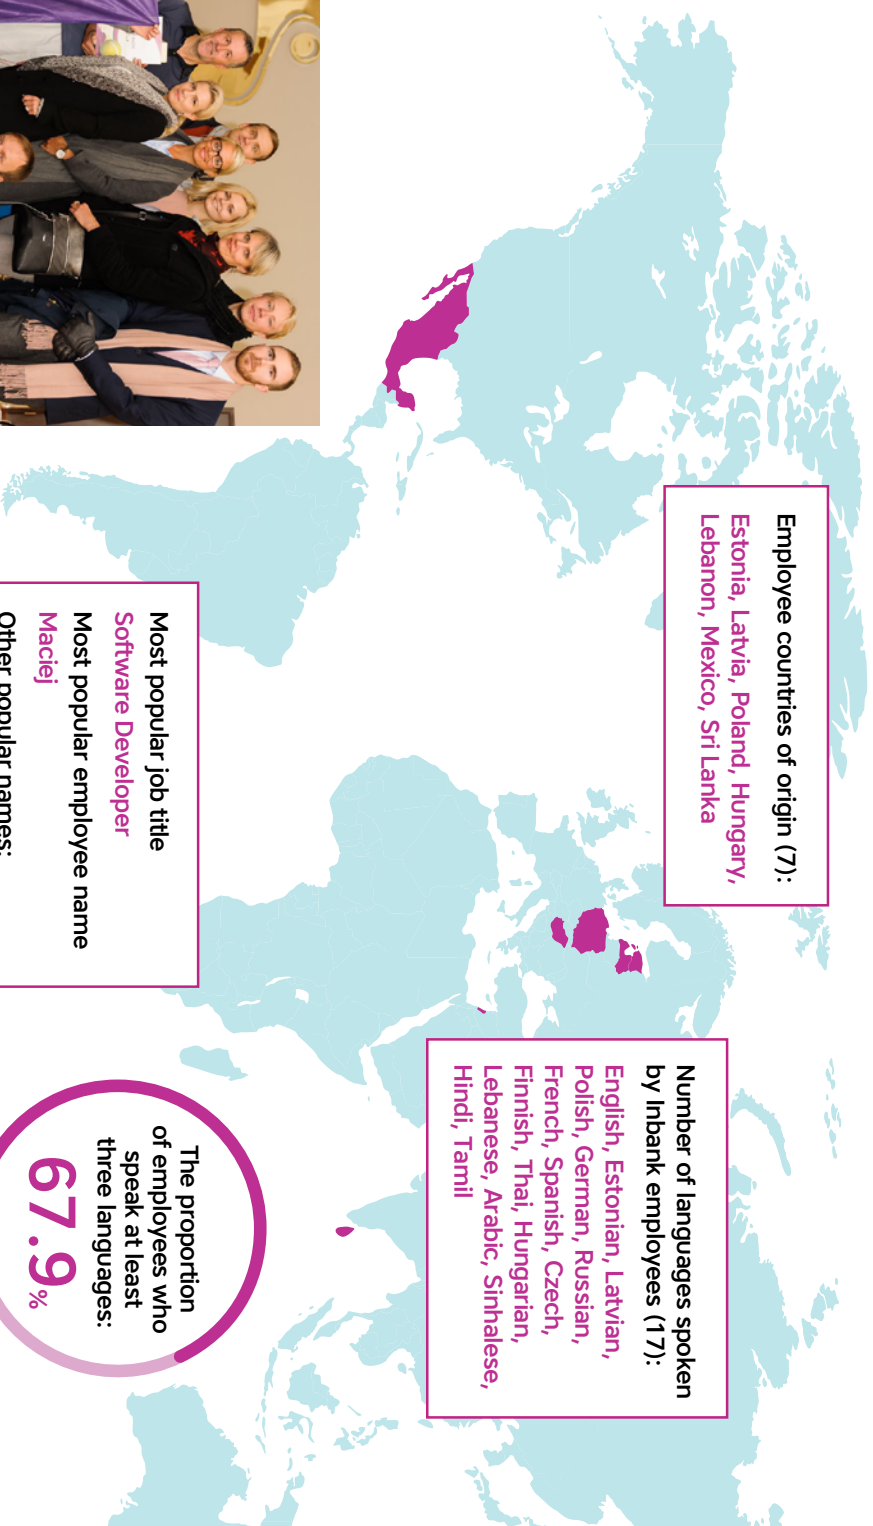 Employee countries of origin (7):
Estonia, Latvia, Poland, Hungary,
Lebanon, Mexico, Sri Lanka
Number of languages spoken
by Inbank employees (17):
English, Estonian, Latvian,
Polish, German, Russian,
French, Spanish, Czech,
Finnish, Thai, Hungarian,
Lebanese, Arabic, Sinhalese,
Hindi, Tamil
Most popular job title
Software Developer
Most popular employee name
Maciej
Other popular names:
The proportion
of employees who
speak at least
three languages:
67.9%